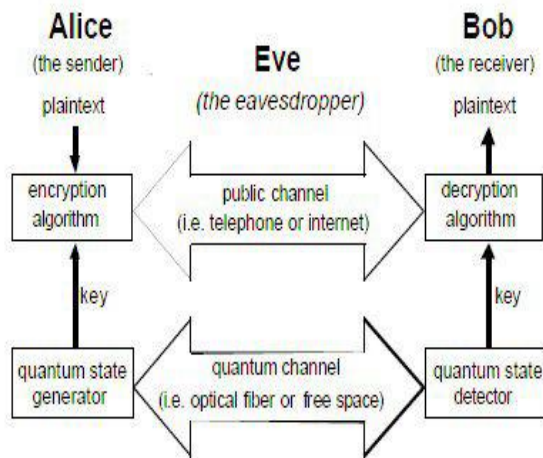 Alice
(the sender)
plaintext
encryption
algorithm
key
quantum state
generator
Eve
(the eavesdropper)
public channel
(i.e. telephone or internet)
quantum channel
(i.e. optical fiber or free space)
Bob
(the receiver)
plaintext
decryption
algorithm
key
quantum state
detector